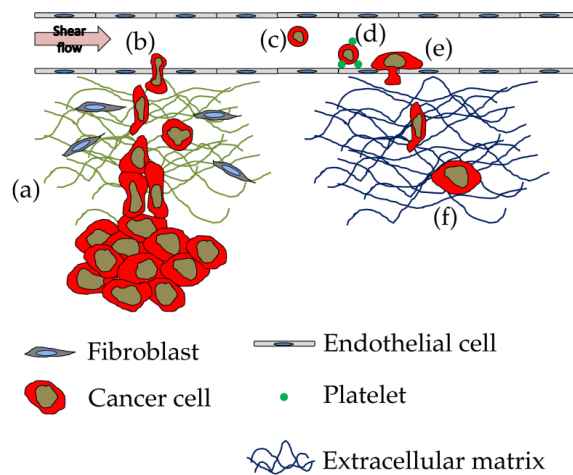 Shear
flow
(b)
(c)
(d)
(e)
(a)
(f)
Fibroblast
Endothelial cell
Cancer cell
Platelet
Extracellular matrix